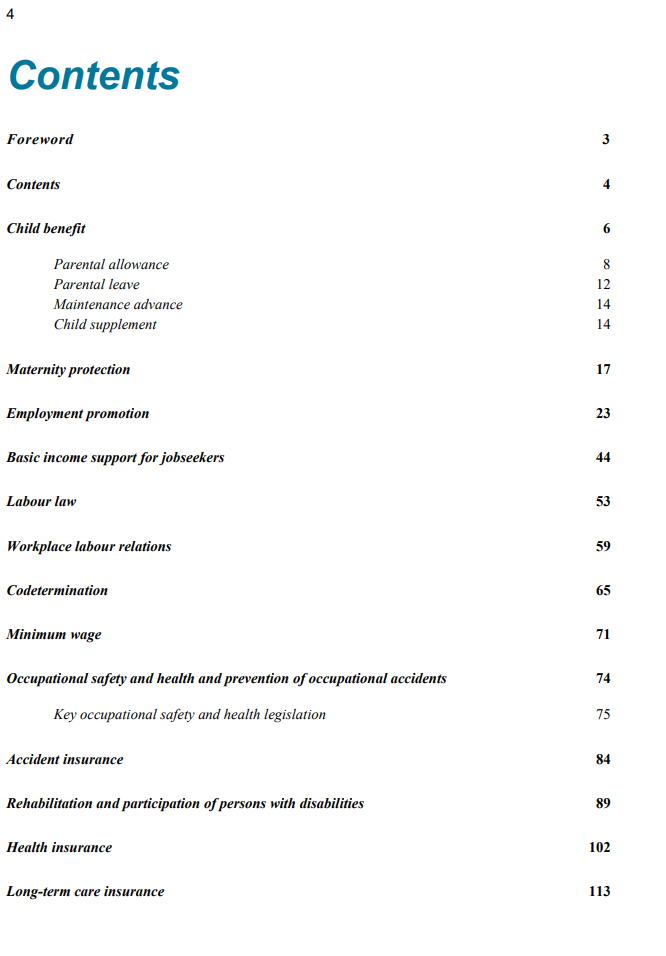 4
Contents
Foreword 3
Contents 4
Child benefit 6
Parental allowance 8
Parental leave 12
Maintenance advance 14
Child supplement 14
Maternity protection 17
Employment promotion 23
Basic income support for jobseekers 44
Labour law 53
Workplace labour relations 59
Codetermination 65
Minimum wage 71
Occupational safety and health and prevention of occupational accidents 74
Key occupational safety and health legislation 75
Accident insurance 84
Rehabilitation and participation of persons with disabilities 89
Health insurance 102
Long-term care insurance 113